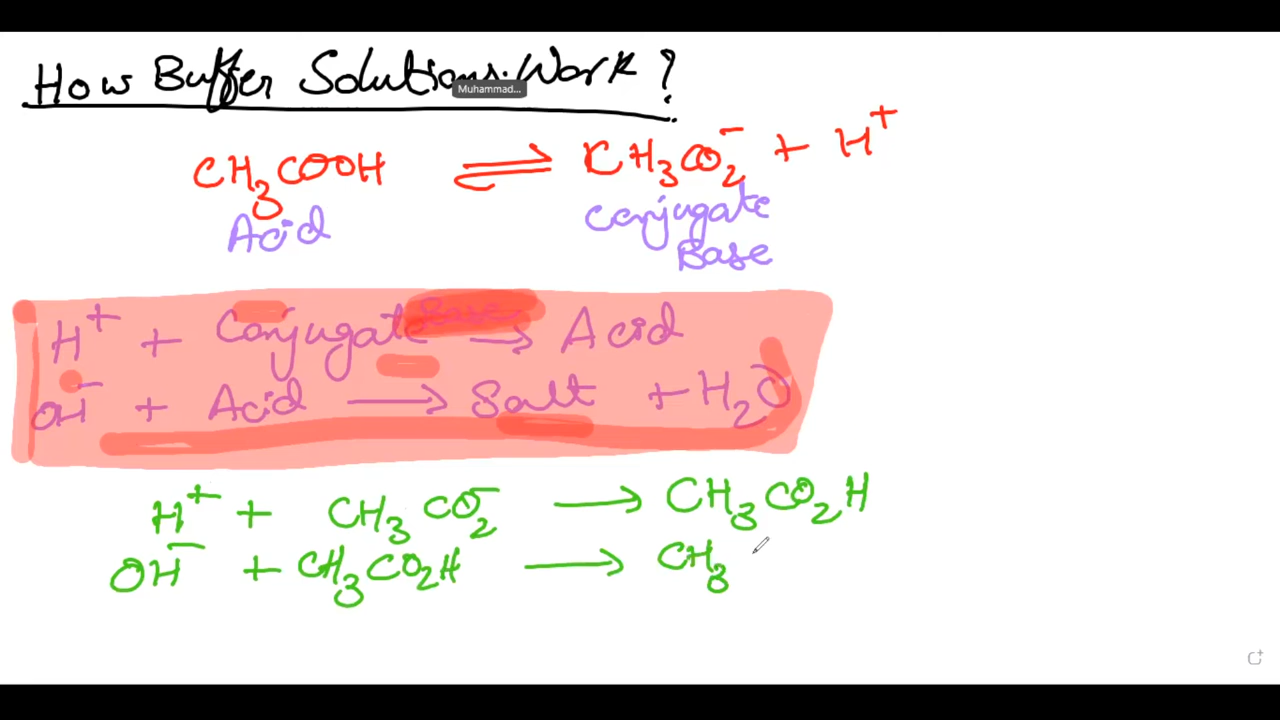 How Buffer Solutions Work?
Muhammad...
CH₃COOH ⇌ CH₃CO₂⁻ + H⁺
Acid Conjugate
Base
H⁺ + Conjugate Base → Acid
OH⁻ + Acid → Salt + H₂O
H⁺ + CH₃CO₂⁻ → CH₃CO₂H
OH⁻ + CH₃CO₂H → CH₃